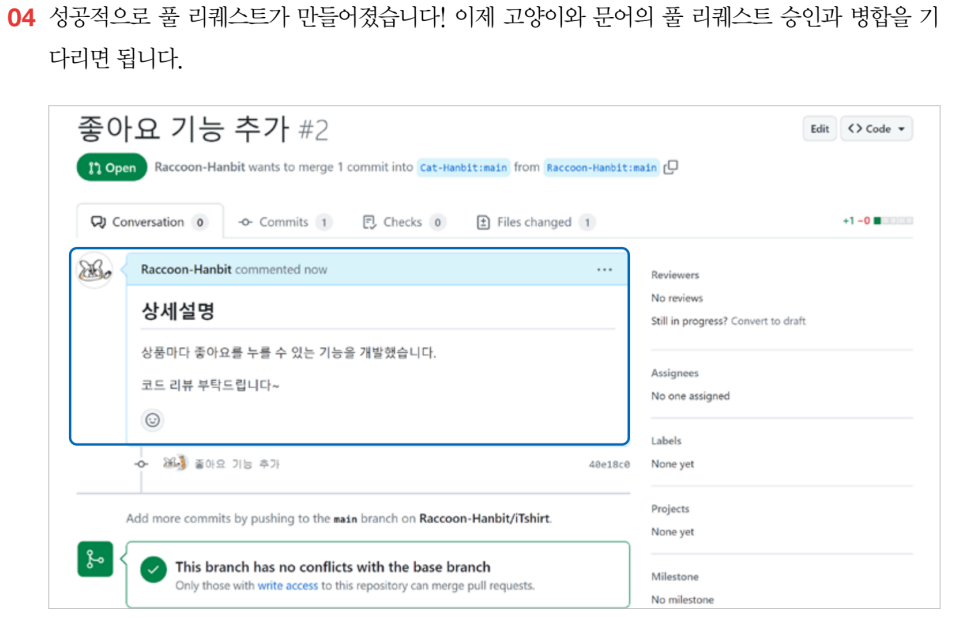 04 성공적으로 풀 리퀘스트가 만들어졌습니다! 이제 고양이와 문어의 풀 리퀘스트 승인과 병합을 기
다리면 됩니다.
좋아요 기능 추가 #2
Edit
Code
Open
Raccoon-Hanbit wants to merge 1 commit into Cat-Hanbit:main from Raccoon-Hanbit:main
Conversation 0
Commits 1
Checks 0
Files changed 1
+1 −0
Raccoon-Hanbit commented now
상세설명
상품마다 좋아요를 누를 수 있는 기능을 개발했습니다.
코드 리뷰 부탁드립니다~
좋아요 기능 추가
40e18c0
Add more commits by pushing to the main branch on Raccoon-Hanbit/iTshirt.
This branch has no conflicts with the base branch
Only those with write access to this repository can merge pull requests.
Reviewers
No reviews
Still in progress? Convert to draft
Assignees
No one assigned
Labels
None yet
Projects
None yet
Milestone
No milestone